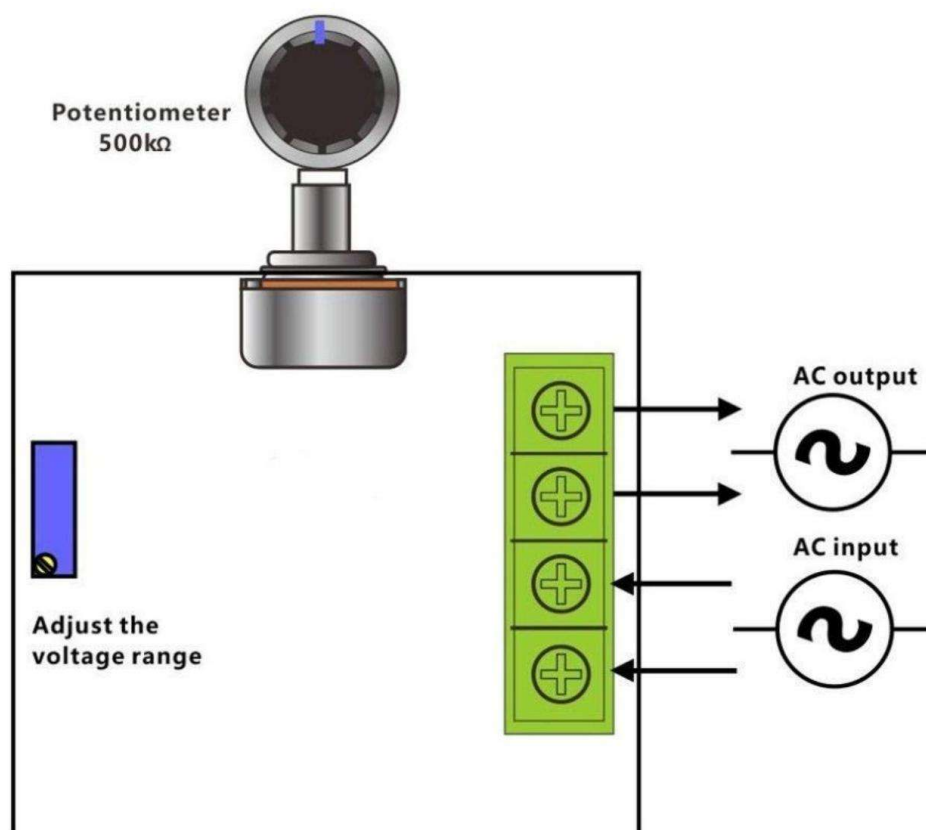 Potentiometer
500kΩ
AC output
AC input
Adjust the
voltage range